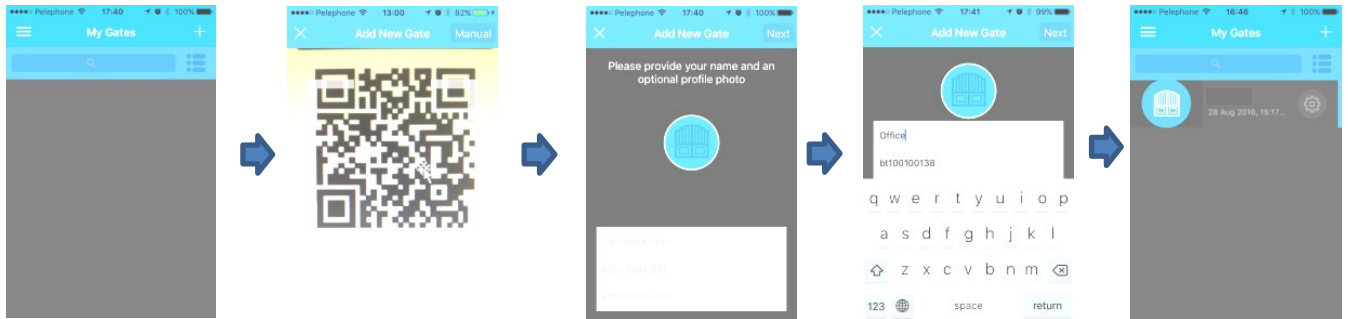 Pelephone 17:40 100%
My Gates +
Pelephone 13:00 82%
Add New Gate Manual
Pelephone 17:40 100%
Add New Gate Next
Please provide your name and an
optional profile photo
Pelephone 17:41 99%
Add New Gate Next
Office
bt100100138
q w e r t y u i o p
a s d f g h j k l
z x c v b n m
123 space return
Pelephone 16:46 100%
My Gates +
28 Aug 2016, 15:17...